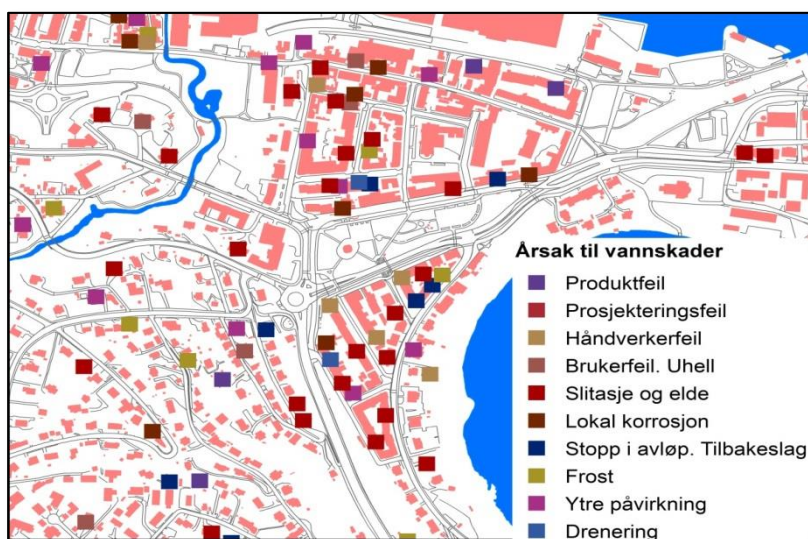 Årsak til vannskader
Produktfeil
Prosjekteringsfeil
Håndverkerfeil
Brukerfeil. Uhell
Slitasje og elde
Lokal korrosjon
Stopp i avløp. Tilbakeslag
Frost
Ytre påvirkning
Drenering